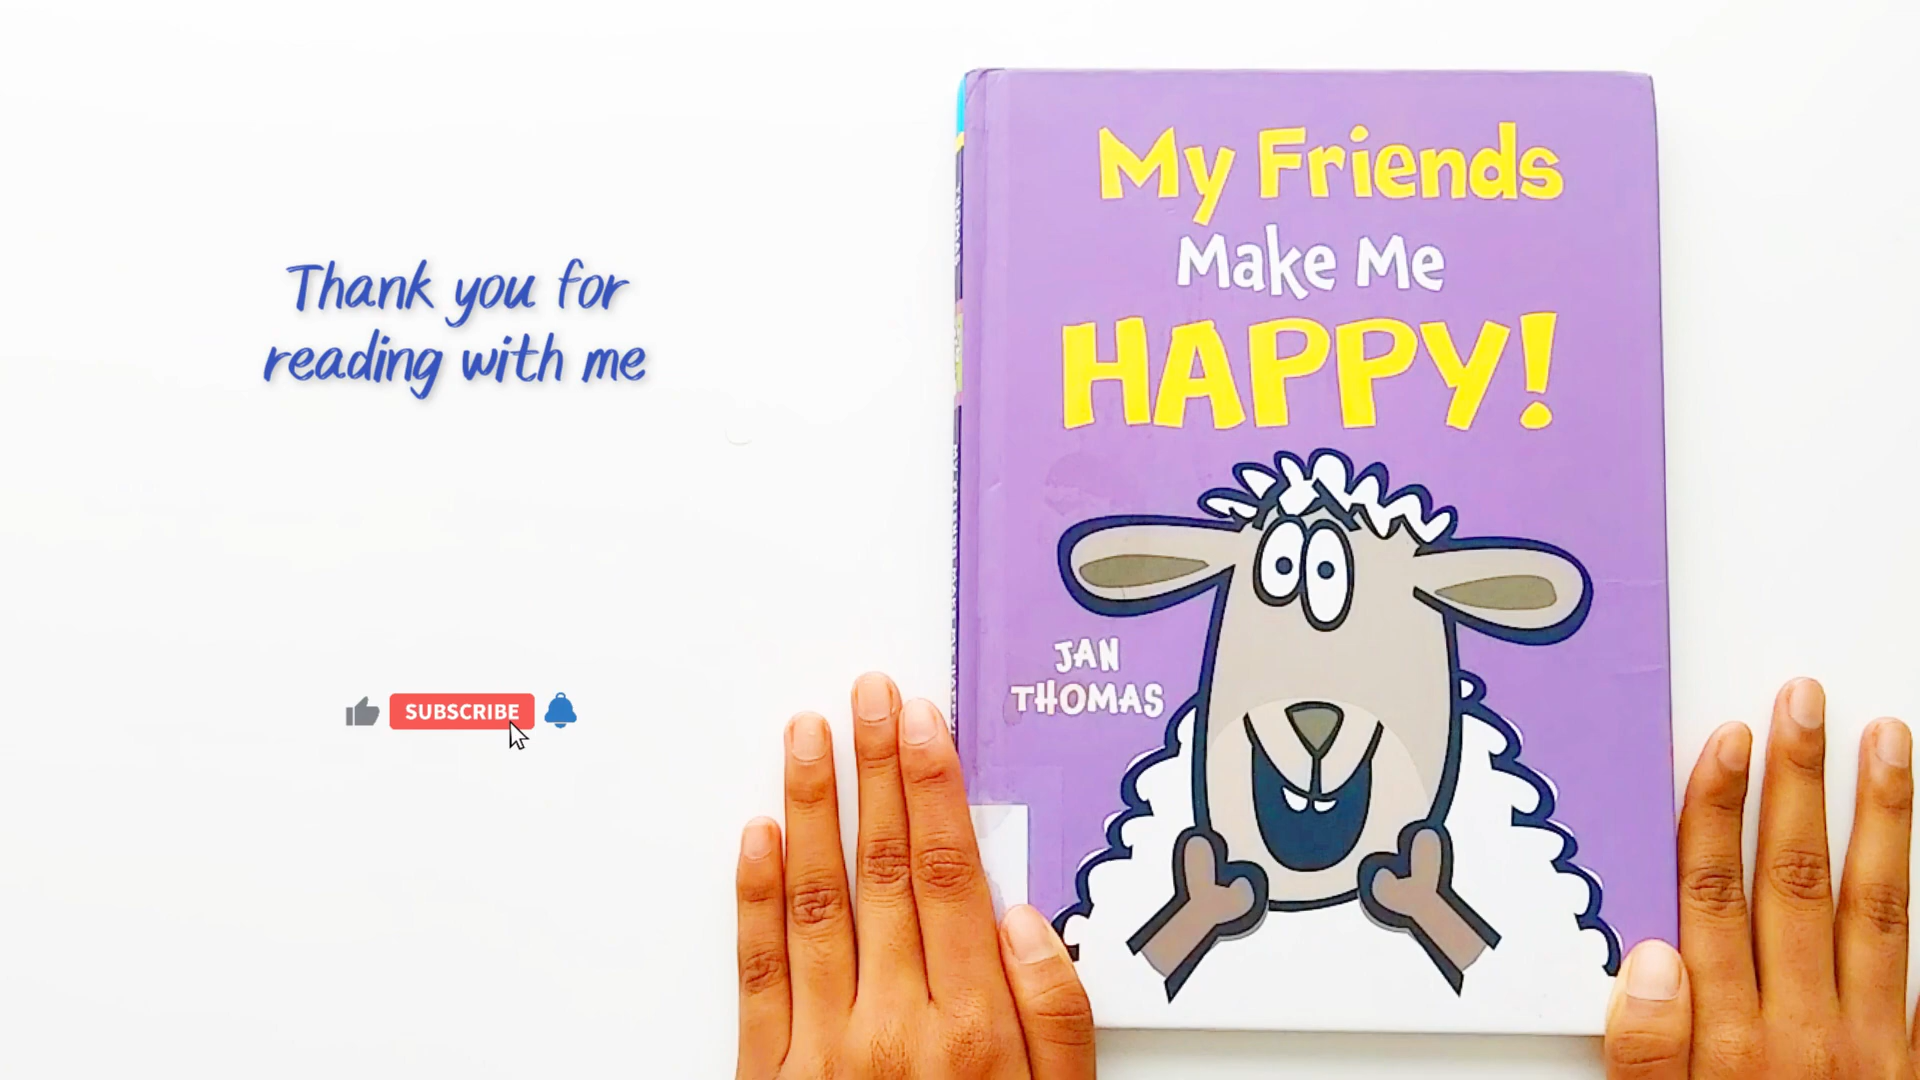 Thank you for
reading with me
SUBSCRIBE
My Friends
Make Me
HAPPY!
JAN
THOMAS